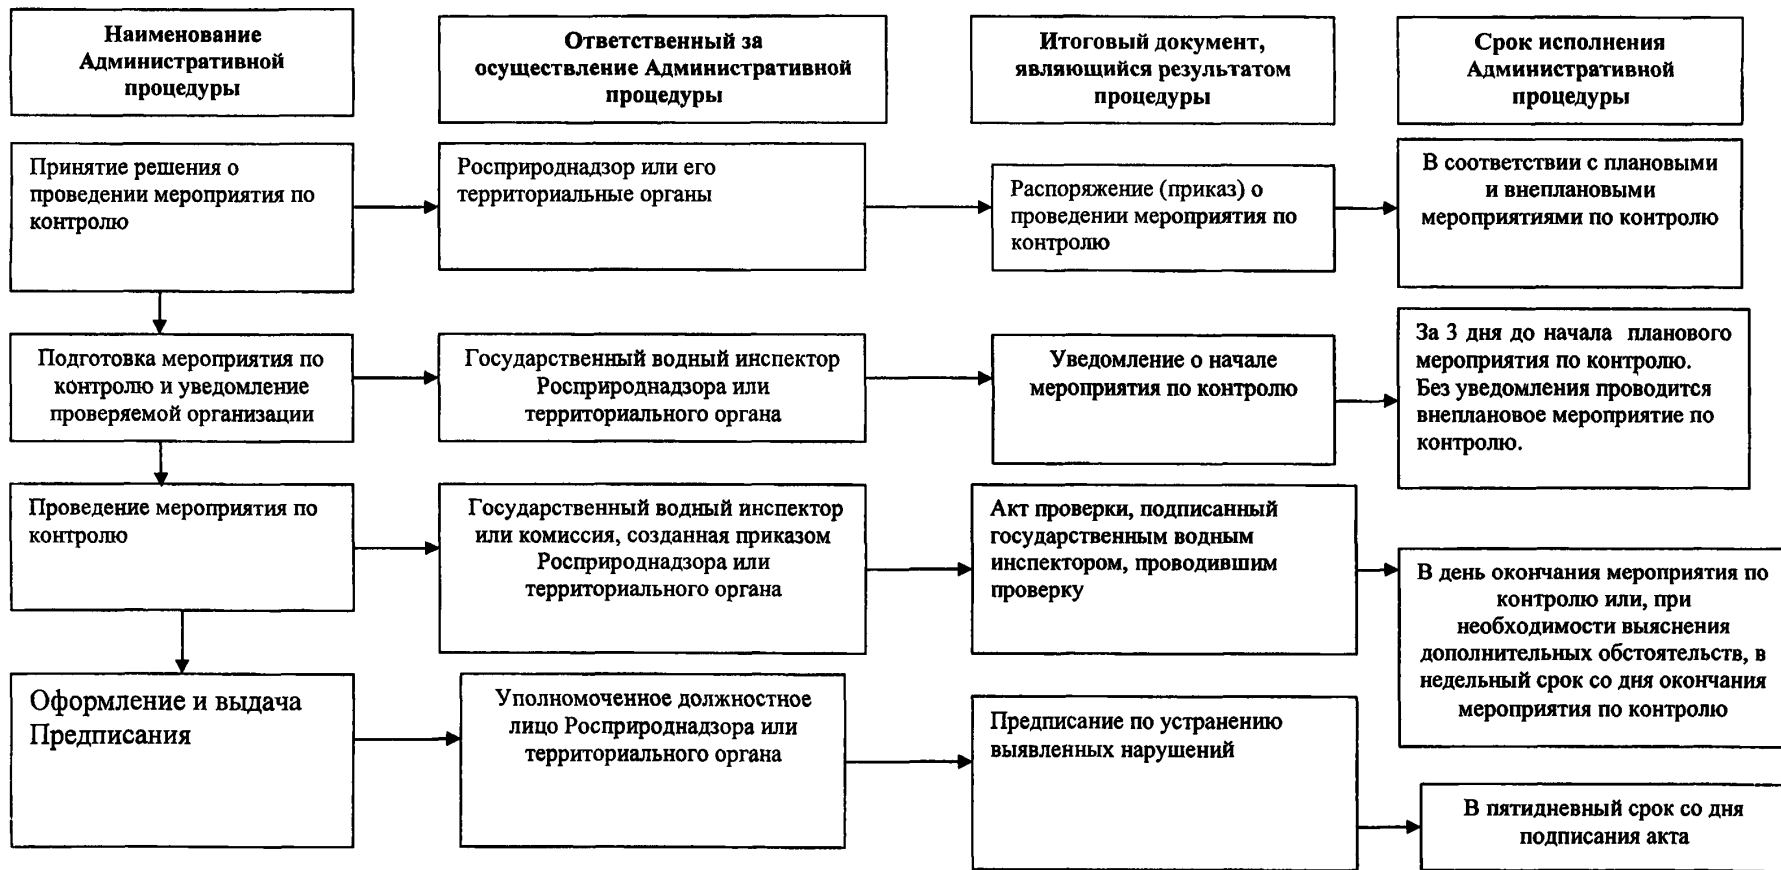 Наименование
Административной
процедуры
Ответственный за
осуществление Административной
процедуры
Итоговый документ,
являющийся результатом
процедуры
Срок исполнения
Административной
процедуры
Принятие решения о
проведении мероприятия по
контролю
Росприроднадзор или его
территориальные органы
Распоряжение (приказ) о
проведении мероприятия по
контролю
В соответствии с плановыми
и внеплановыми
мероприятиями по контролю
Подготовка мероприятия по
контролю и уведомление
проверяемой организации
Государственный водный инспектор
Росприроднадзора или
территориального органа
Уведомление о начале
мероприятия по контролю
За 3 дня до начала планового
мероприятия по контролю.
Без уведомления проводится
внеплановое мероприятие по
контролю.
Проведение мероприятия по
контролю
Государственный водный инспектор
или комиссия, созданная приказом
Росприроднадзора или
территориального органа
Акт проверки, подписанный
государственным водным
инспектором, проводившим
проверку
В день окончания мероприятия по
контролю или, при
необходимости выяснения
дополнительных обстоятельств, в
недельный срок со дня окончания
мероприятия по контролю
Оформление и выдача
Предписания
Уполномоченное должностное
лицо Росприроднадзора или
территориального органа
Предписание по устранению
выявленных нарушений
В пятидневный срок со дня
подписания акта